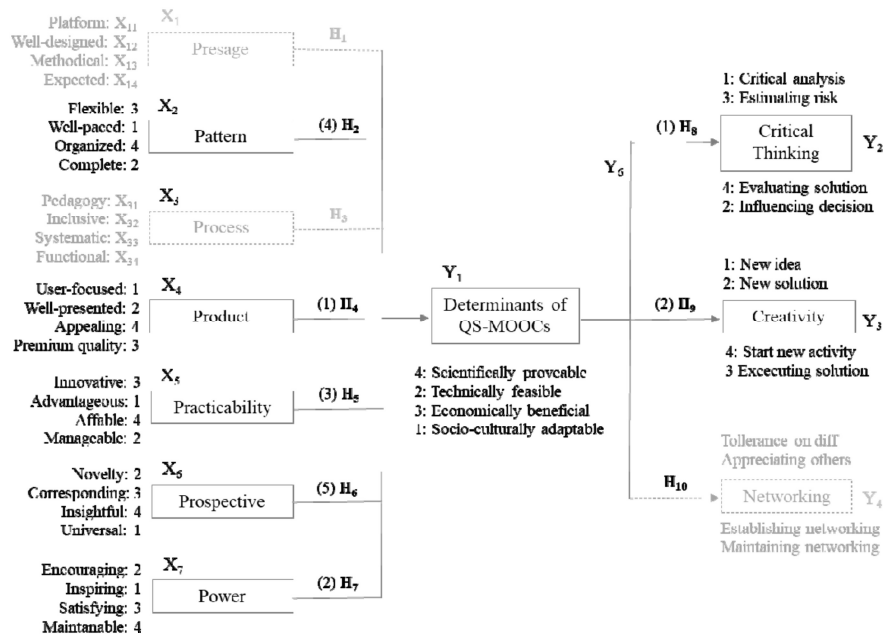 Platform: X11
Well-designed: X12
Methodical: X13
Expected: X14
X1
Presage
H1
Flexible: 3
Well-paced: 1
Organized: 4
Complete: 2
X2
Pattern
(4) H2
Pedagogy: X31
Inclusive: X32
Systematic: X33
Functional: X34
X3
Process
H3
User-focused: 1
Well-presented: 2
Appealing: 4
Premium quality: 3
X4
Product
(1) H4
Innovative: 3
Advantageous: 1
Affable: 4
Manageable: 2
X5
Practicability
(3) H5
Novelty: 2
Corresponding: 3
Insightful: 4
Universal: 1
X6
Prospective
(5) H6
Encouraging: 2
Inspiring: 1
Satisfying: 3
Maintanable: 4
X7
Power
(2) H7
Y1
Determinants of
QS-MOOCs
4: Scientifically proveable
2: Technically feasible
3: Economically beneficial
1: Socio-culturally adaptable
Y6
1: Critical analysis
3: Estimating risk
(1) H8
Critical
Thinking
Y2
4: Evaluating solution
2: Influencing decision
1: New idea
2: New solution
(2) H9
Creativity
Y3
4: Start new activity
3 Excecuting solution
Tollerance on diff
Appreciating others
H10
Networking
Y4
Establishing networking
Maintaining networking